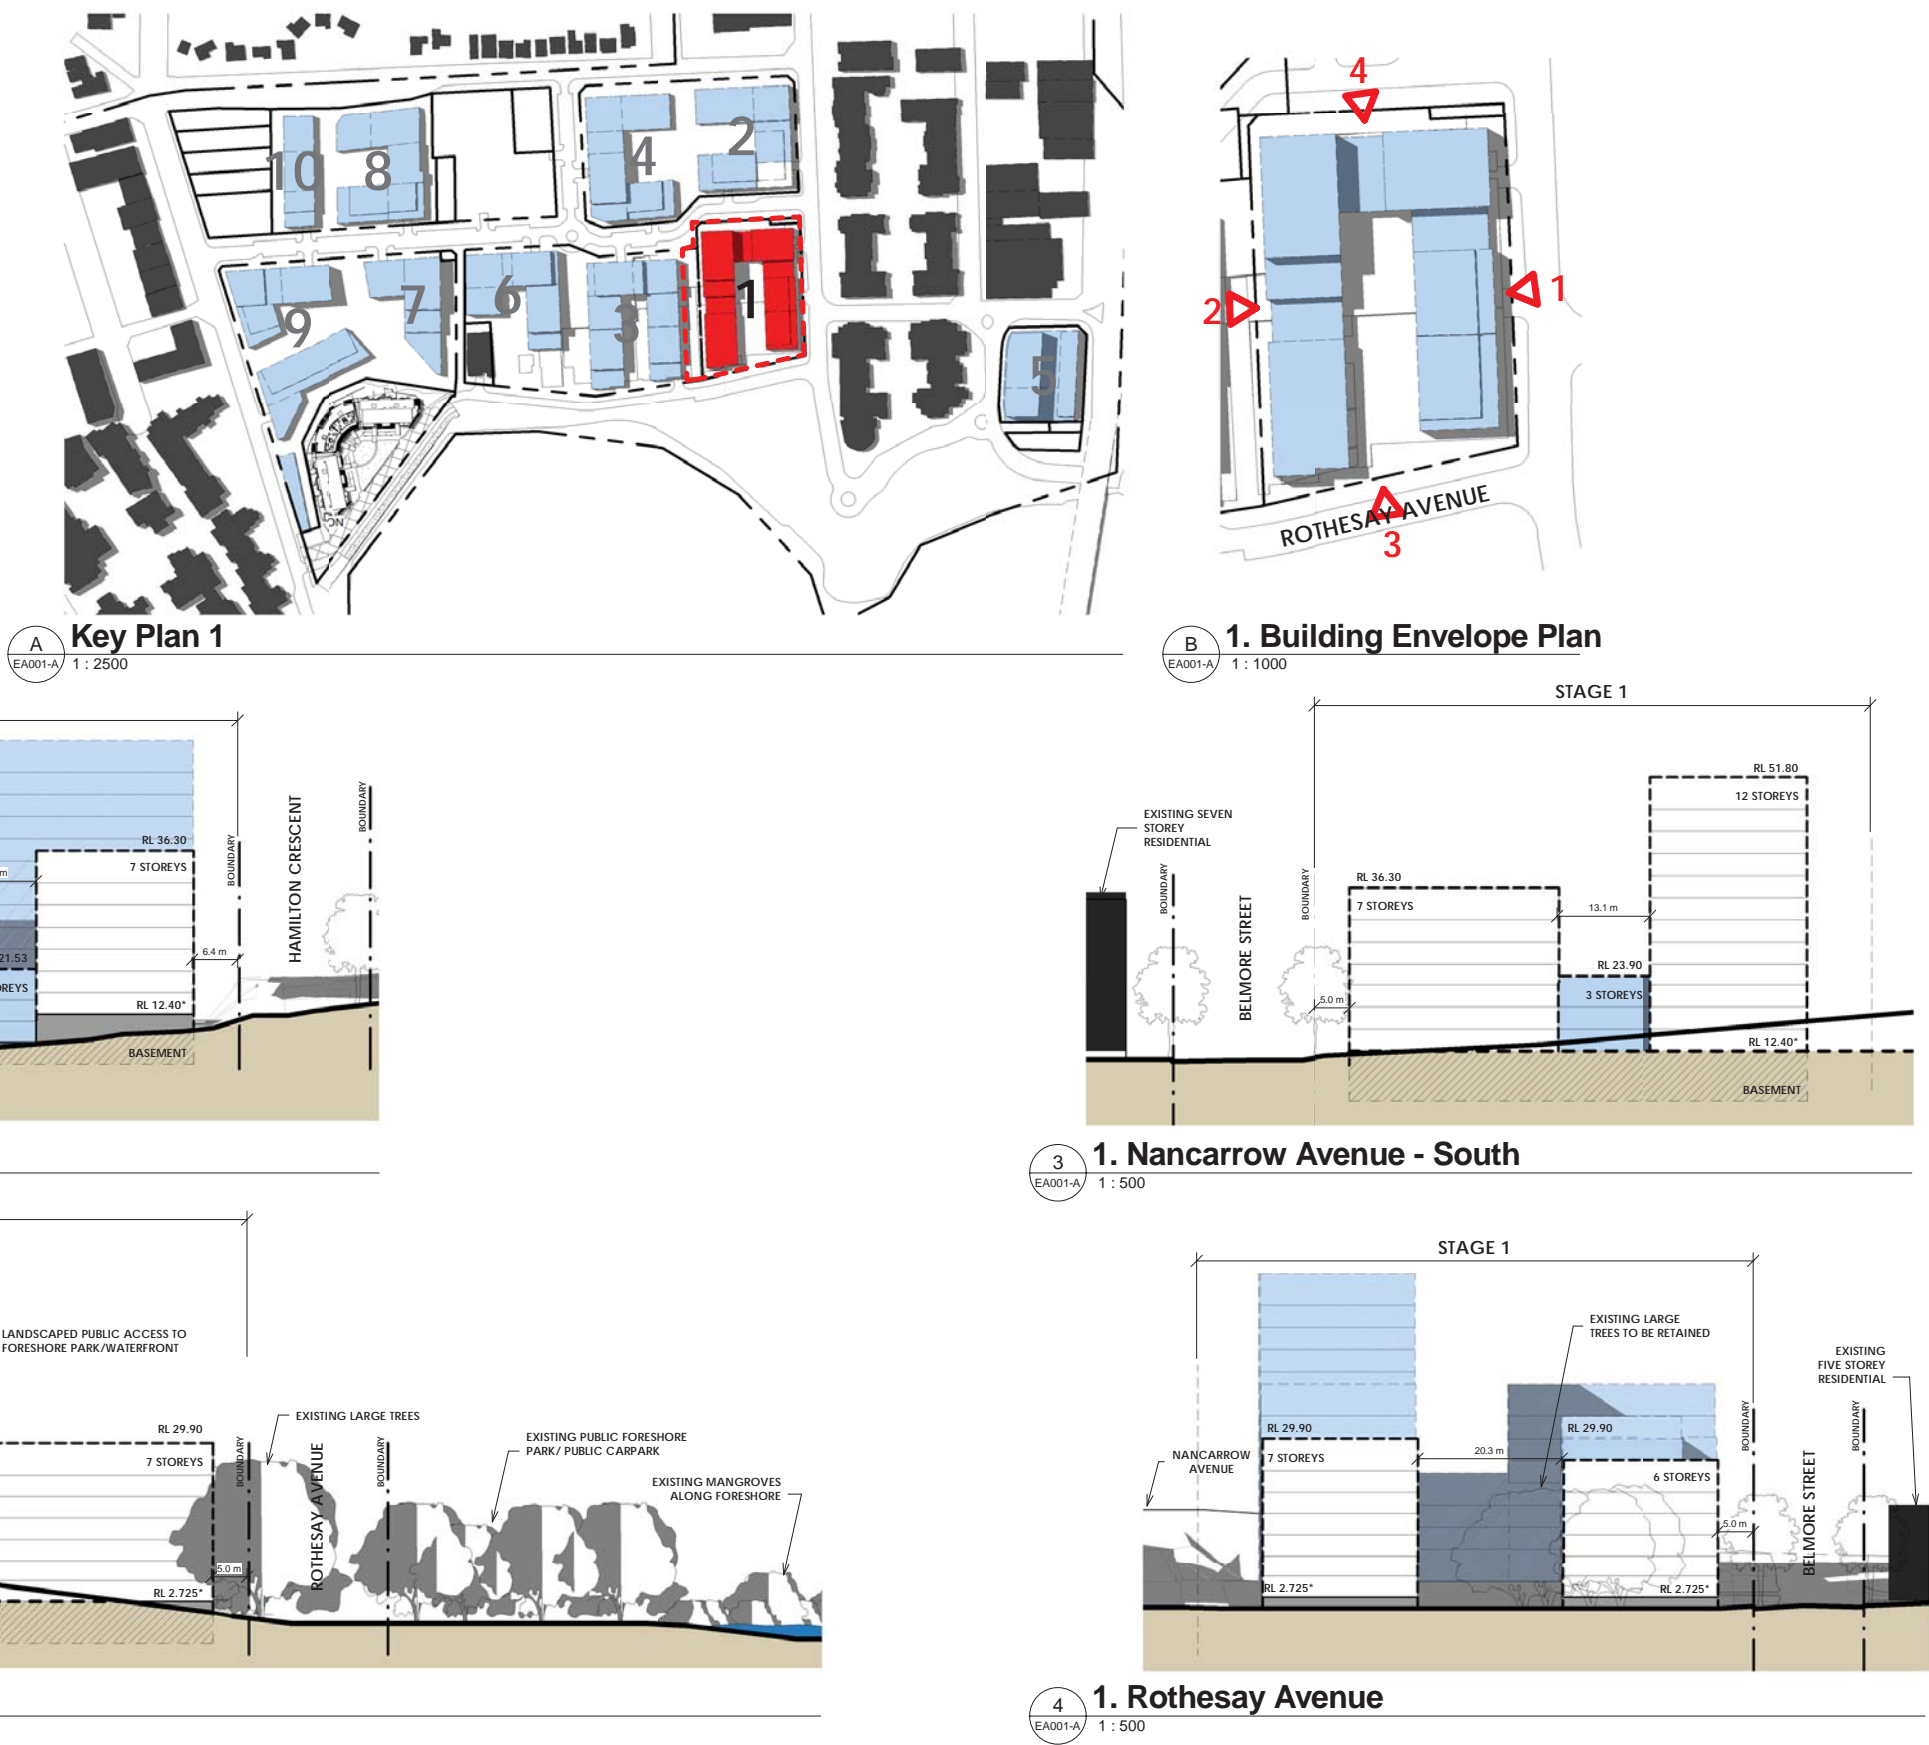 10
8
4
2
9
7
6
3
1
5
ON
A
EA001-A
Key Plan 1
1 : 2500
4
1
2
3
ROTHESAY AVENUE
B
EA001-A
1. Building Envelope Plan
1 : 1000
RL 36.30
7 STOREYS
m
21.53
REYS
RL 12.40*
BASEMENT
6.4 m
BOUNDARY
HAMILTON CRESCENT
BOUNDARY
STAGE 1
EXISTING SEVEN
STOREY
RESIDENTIAL
BOUNDARY
BELMORE STREET
BOUNDARY
5.0 m
RL 36.30
7 STOREYS
13.1 m
RL 23.90
3 STOREYS
RL 51.80
12 STOREYS
RL 12.40*
BASEMENT
3
EA001-A
1. Nancarrow Avenue - South
1 : 500
LANDSCAPED PUBLIC ACCESS TO
FORESHORE PARK/WATERFRONT
RL 29.90
7 STOREYS
5.0 m
RL 2.725*
BOUNDARY
EXISTING LARGE TREES
ROTHESAY AVENUE
BOUNDARY
EXISTING PUBLIC FORESHORE
PARK/ PUBLIC CARPARK
EXISTING MANGROVES
ALONG FORESHORE
STAGE 1
NANCARROW
AVENUE
RL 29.90
7 STOREYS
RL 2.725*
20.3 m
EXISTING LARGE
TREES TO BE RETAINED
RL 29.90
6 STOREYS
RL 2.725*
5.0 m
BOUNDARY
BELMORE STREET
BOUNDARY
EXISTING
FIVE STOREY
RESIDENTIAL
4
EA001-A
1. Rothesay Avenue
1 : 500